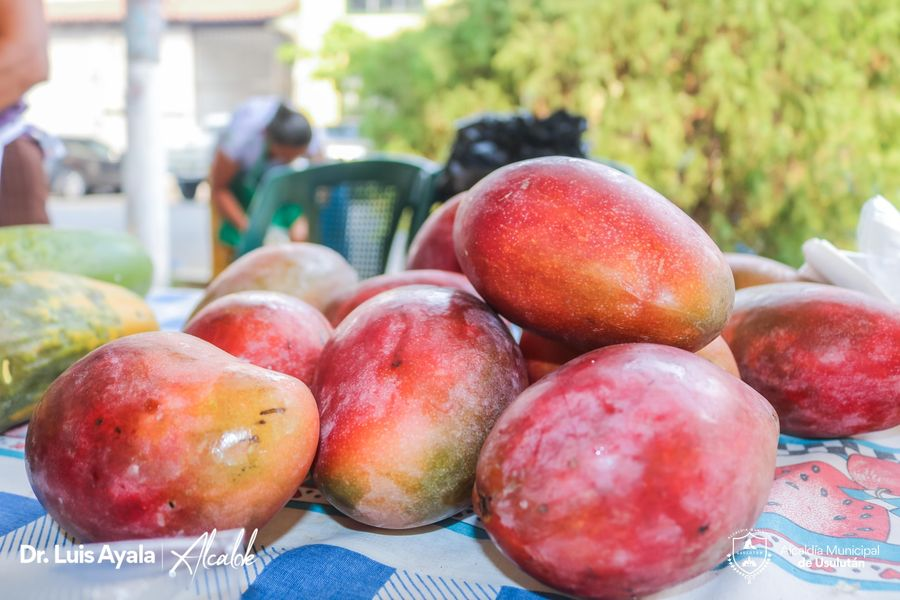 Dr. Luis Ayala | Alcalde
Alcaldía Municipal
de Usulután